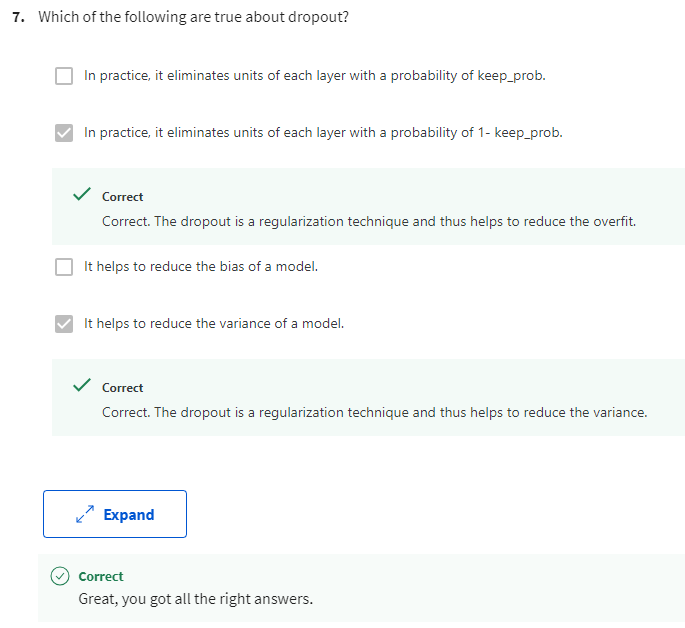 7. Which of the following are true about dropout?
In practice, it eliminates units of each layer with a probability of keep_prob.
In practice, it eliminates units of each layer with a probability of 1- keep_prob.
Correct
Correct. The dropout is a regularization technique and thus helps to reduce the overfit.
It helps to reduce the bias of a model.
It helps to reduce the variance of a model.
Correct
Correct. The dropout is a regularization technique and thus helps to reduce the variance.
Expand
Correct
Great, you got all the right answers.